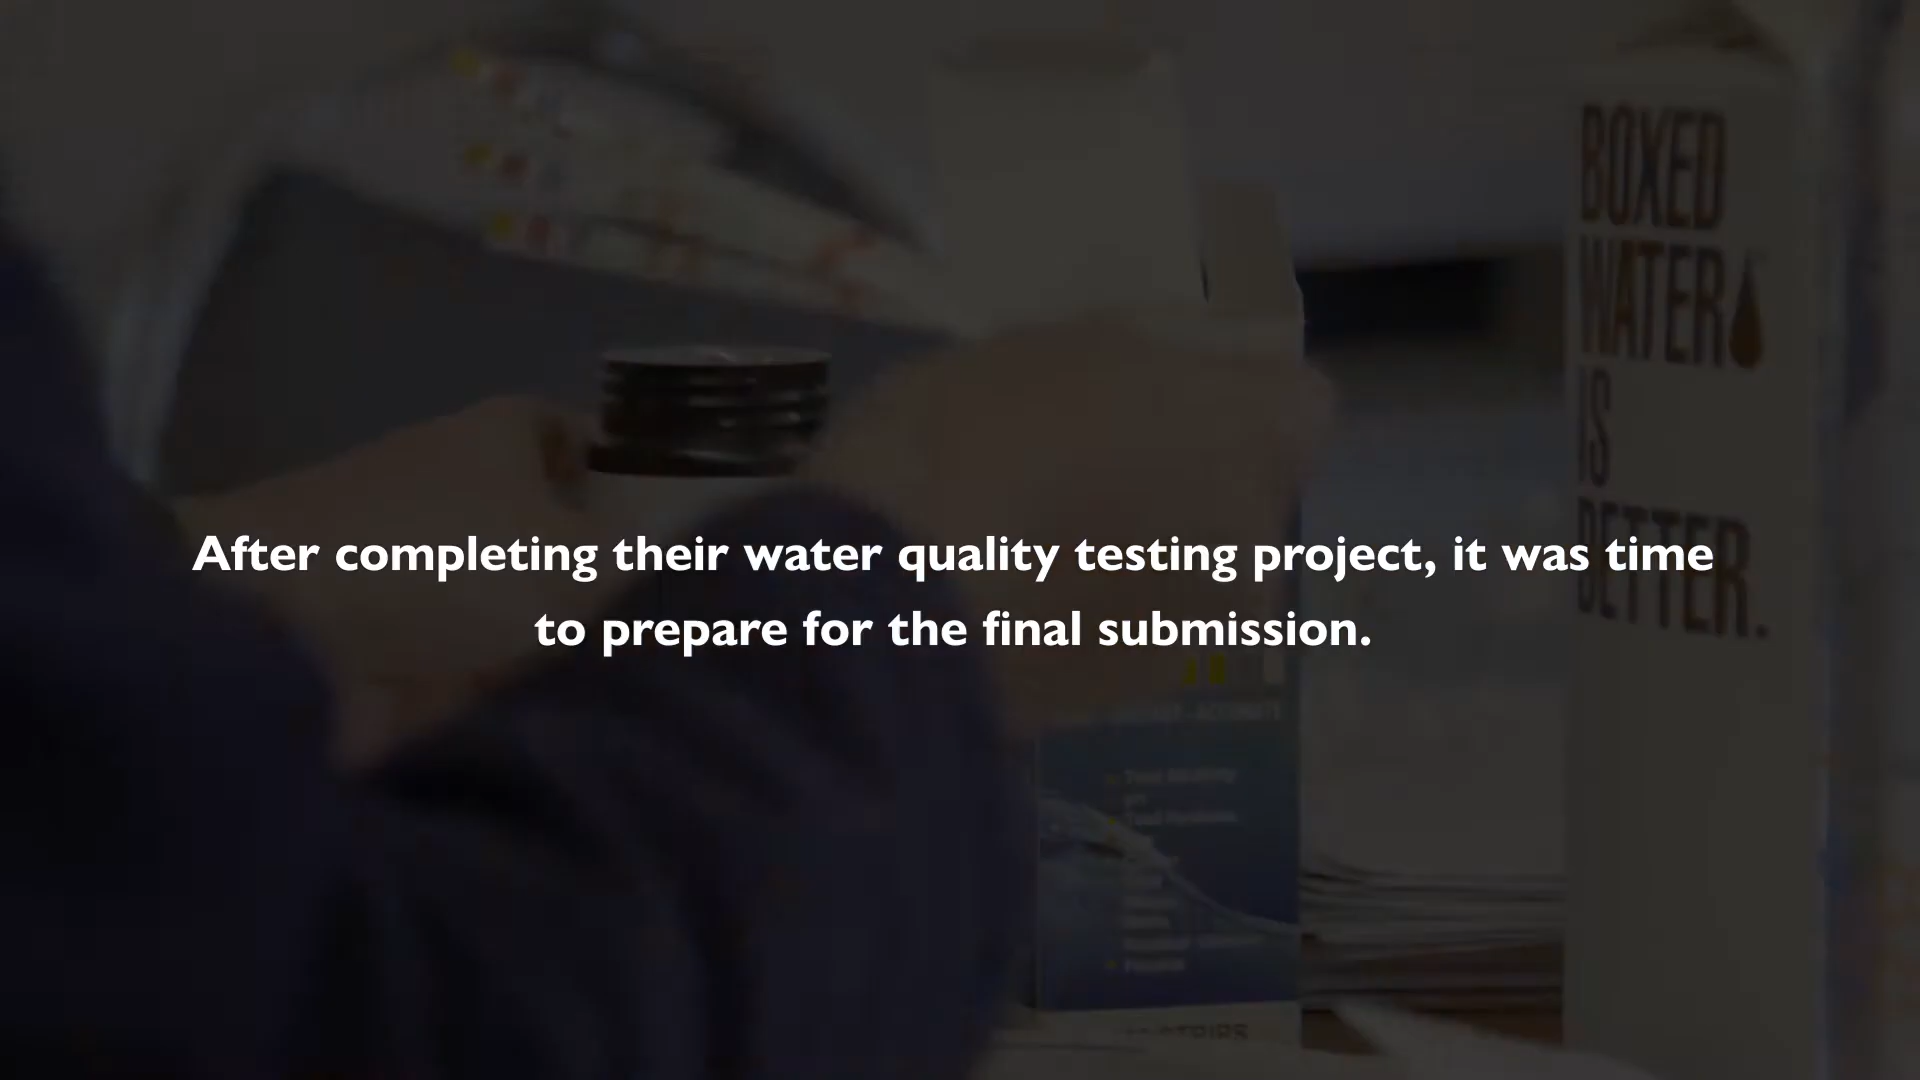 BOXED
WATER
IS
BETTER.
After completing their water quality testing project, it was time
to prepare for the final submission.